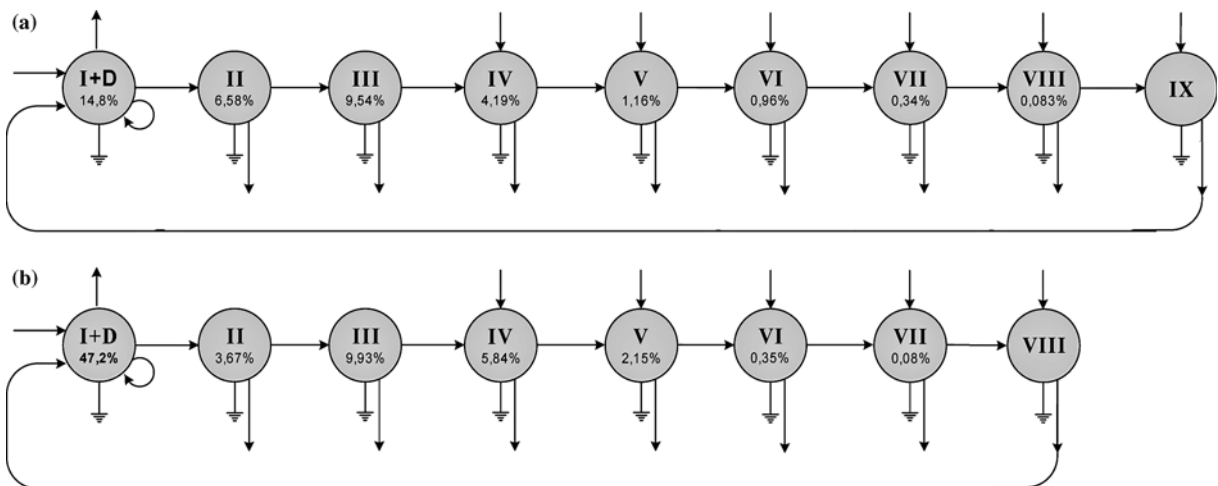 (a)
I+D II III IV V VI VII VIII IX
14,8% 6,58% 9,54% 4,19% 1,16% 0,96% 0,34% 0,083%
(b)
I+D II III IV V VI VII VIII
47,2% 3,67% 9,93% 5,84% 2,15% 0,35% 0,08%